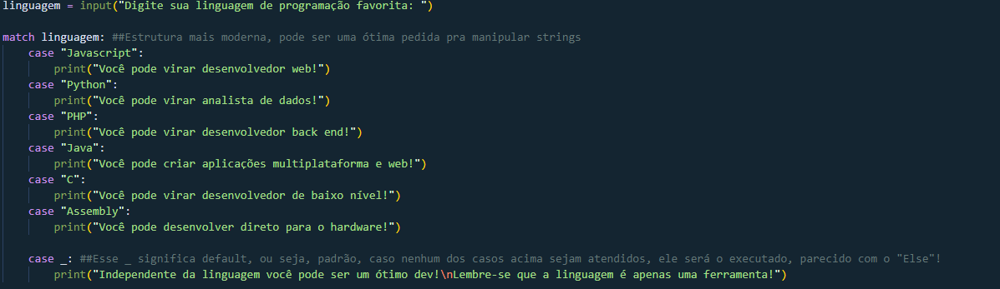 linguagem = input("Digite sua linguagem de programação favorita: ")
match linguagem: ##Estrutura mais moderna, pode ser uma ótima pedida pra manipular strings
case "Javascript":
print("Você pode virar desenvolvedor web!")
case "Python":
print("Você pode virar analista de dados!")
case "PHP":
print("Você pode virar desenvolvedor back end!")
case "Java":
print("Você pode criar aplicações multiplataforma e web!")
case "C":
print("Você pode virar desenvolvedor de baixo nível!")
case "Assembly":
print("Você pode desenvolver direto para o hardware!")
case _: ##Esse _ significa default, ou seja, padrão, caso nenhum dos casos acima sejam atendidos, ele será o executado, parecido com o "Else"!
print("Independente da linguagem você pode ser um ótimo dev!\nLembre-se que a linguagem é apenas uma ferramenta!")